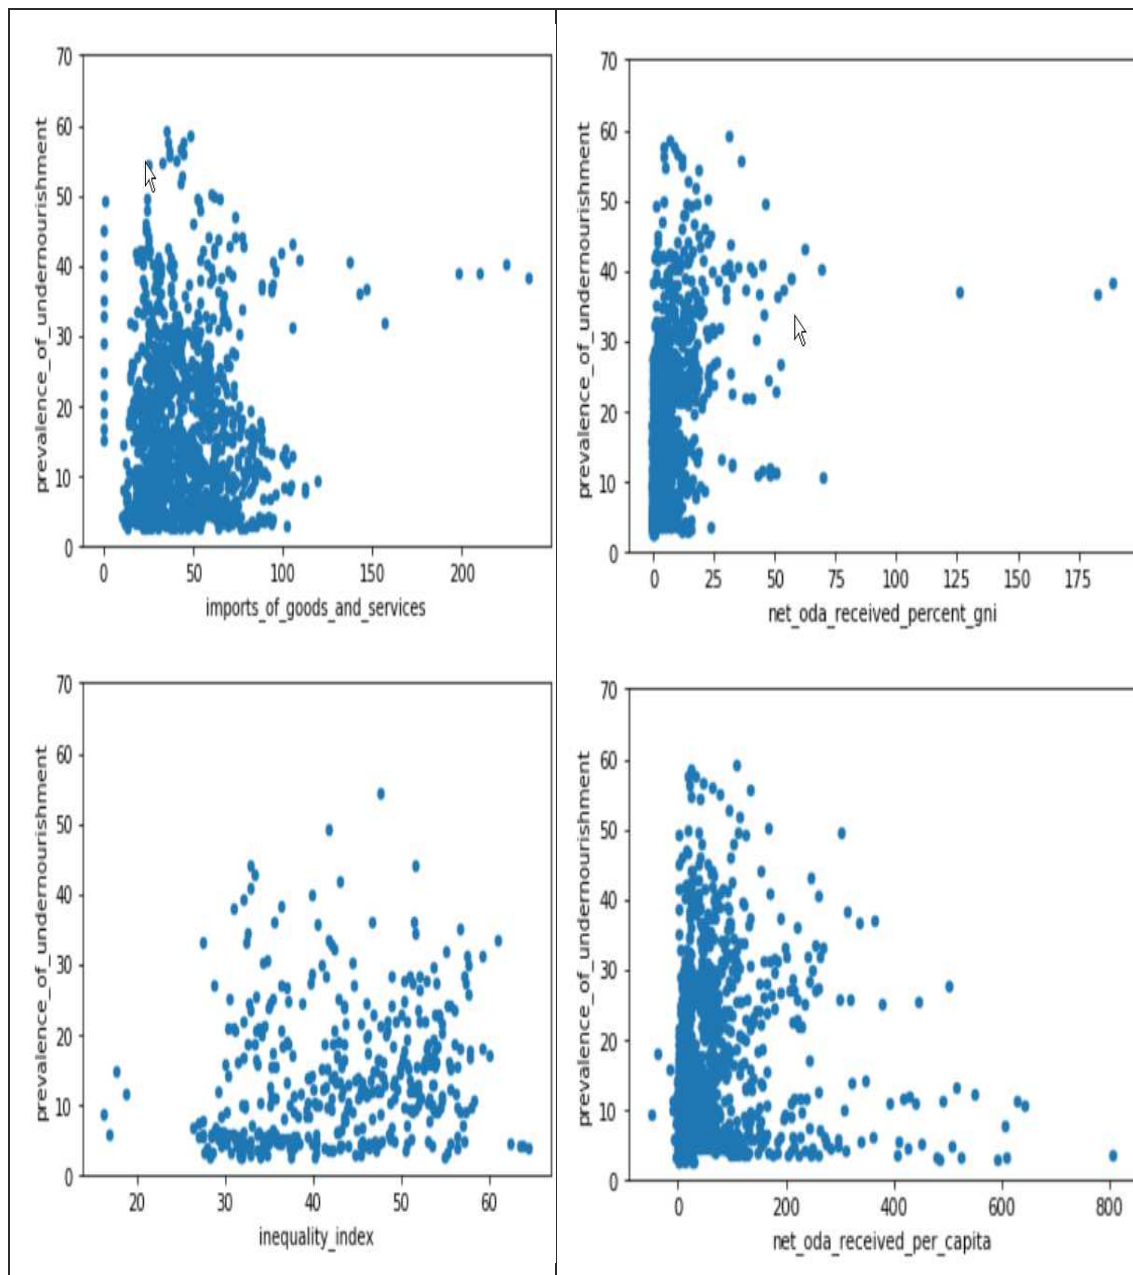 70
60
50
40
30
20
10
0
prevalence_of_undernourishment
0 50 100 150 200
imports_of_goods_and_services
70
60
50
40
30
20
10
0
prevalence_of_undernourishment
0 25 50 75 100 125 150 175
net_oda_received_percent_gni
70
60
50
40
30
20
10
0
prevalence_of_undernourishment
20 30 40 50 60
inequality_index
70
60
50
40
30
20
10
0
prevalence_of_undernourishment
0 200 400 600 800
net_oda_received_per_capita